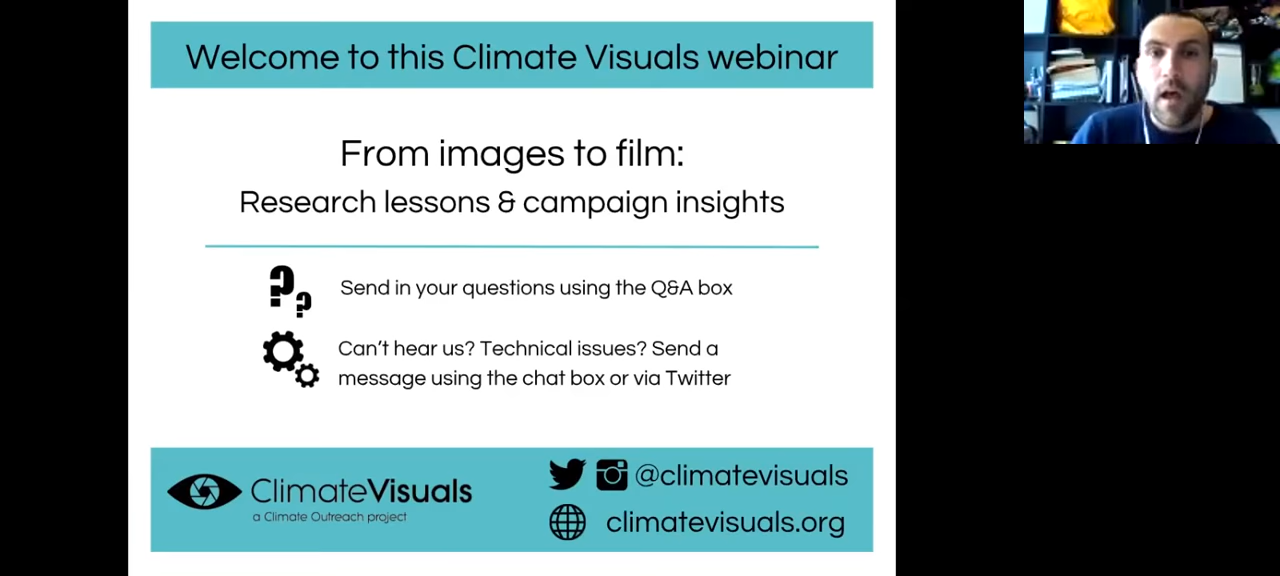 Welcome to this Climate Visuals webinar
From images to film:
Research lessons & campaign insights
Send in your questions using the Q&A box
Can't hear us? Technical issues? Send a
message using the chat box or via Twitter
ClimateVisuals
a Climate Outreach project
@climatevisuals
climatevisuals.org